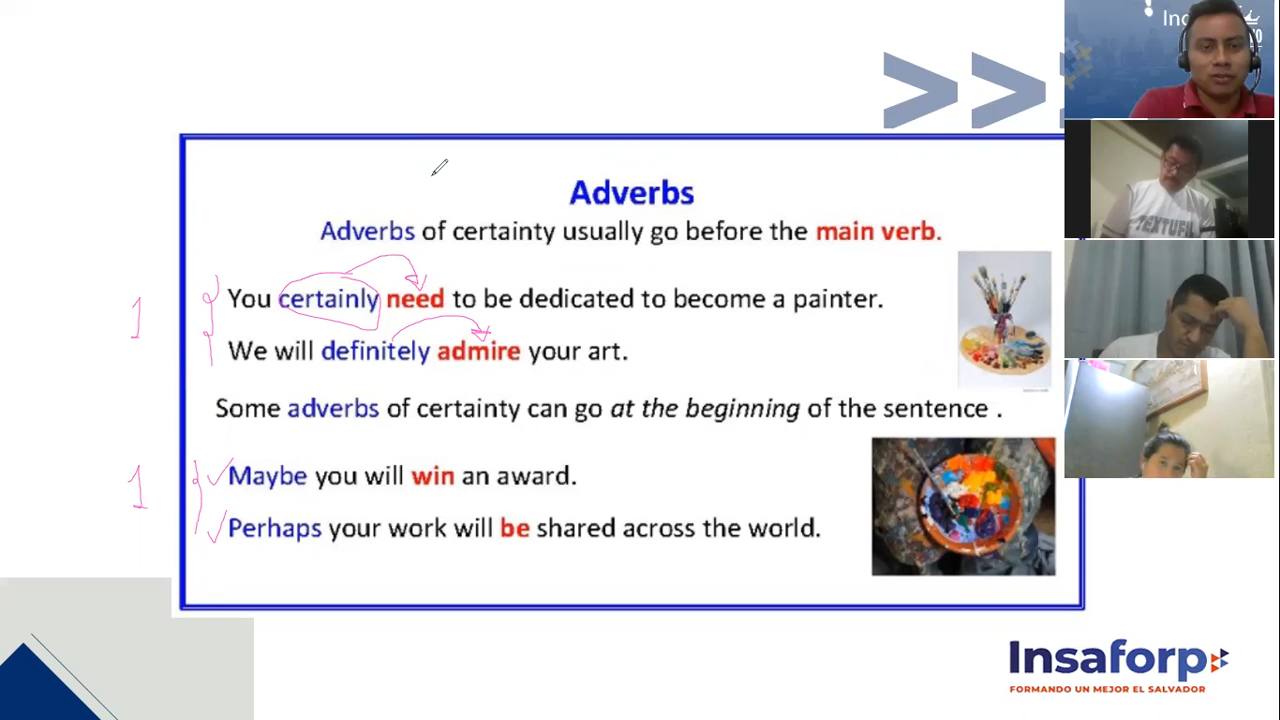 Adverbs
Adverbs of certainty usually go before the main verb.
1 You certainly need to be dedicated to become a painter.
We will definitely admire your art.
Some adverbs of certainty can go at the beginning of the sentence .
1 Maybe you will win an award.
Perhaps your work will be shared across the world.
Insaforp
FORMANDO UN MEJOR EL SALVADOR